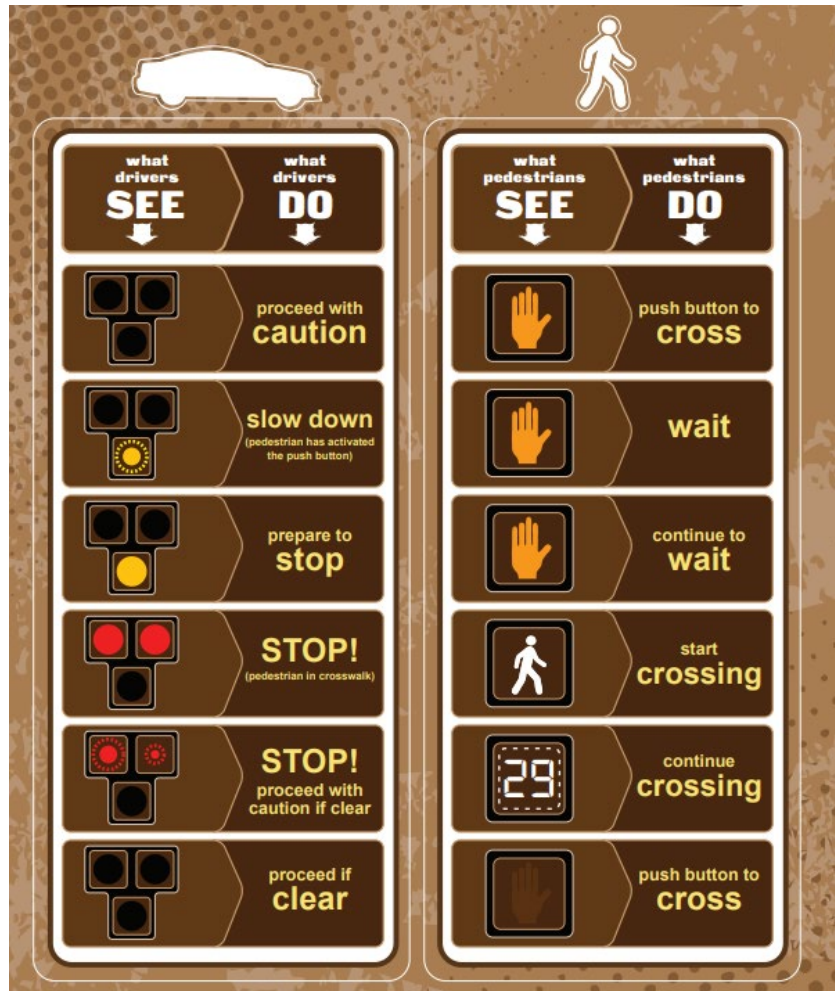 what
drivers
SEE
what
drivers
DO
proceed with
caution
slow down
(pedestrian has activated
the push button)
prepare to
stop
STOP!
(pedestrian in crosswalk)
STOP!
proceed with
caution if clear
proceed if
clear
what
pedestrians
SEE
what
pedestrians
DO
push button to
cross
wait
continue to
wait
start
crossing
29
continue
crossing
push button to
cross